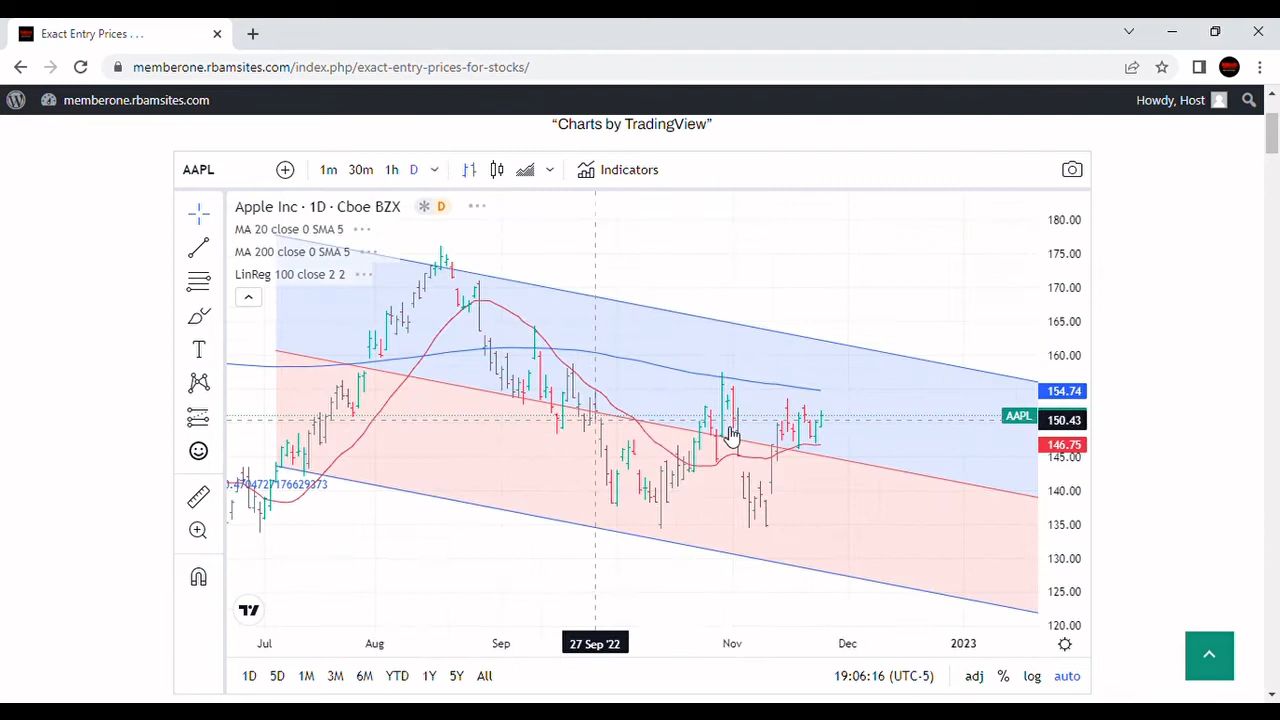 Exact Entry Prices . . .
memberone.rbamsites.com/index.php/exact-entry-prices-for-stocks/
memberone.rbamsites.com
Howdy, Host
“Charts by TradingView”
AAPL
1m 30m 1h D
Indicators
Apple Inc · 1D · Cboe BZX
D
MA 20 close 0 SMA 5
MA 200 close 0 SMA 5
LinReg 100 close 2 2
180.00
175.00
170.00
165.00
160.00
154.74
AAPL
150.43
146.75
145.00
140.00
135.00
130.00
125.00
120.00
Jul Aug Sep 27 Sep '22 Nov Dec 2023
1D 5D 1M 3M 6M YTD 1Y 5Y All
19:06:16 (UTC-5)
adj % log auto